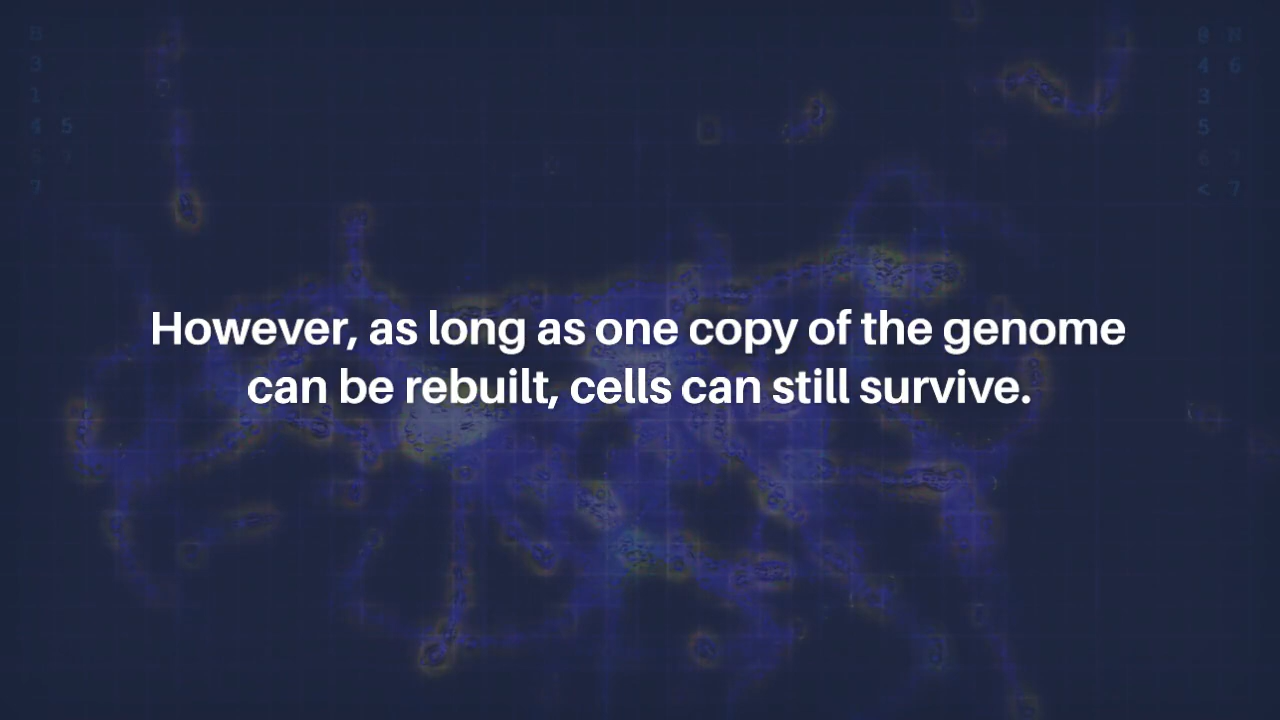 However, as long as one copy of the genome
can be rebuilt, cells can still survive.